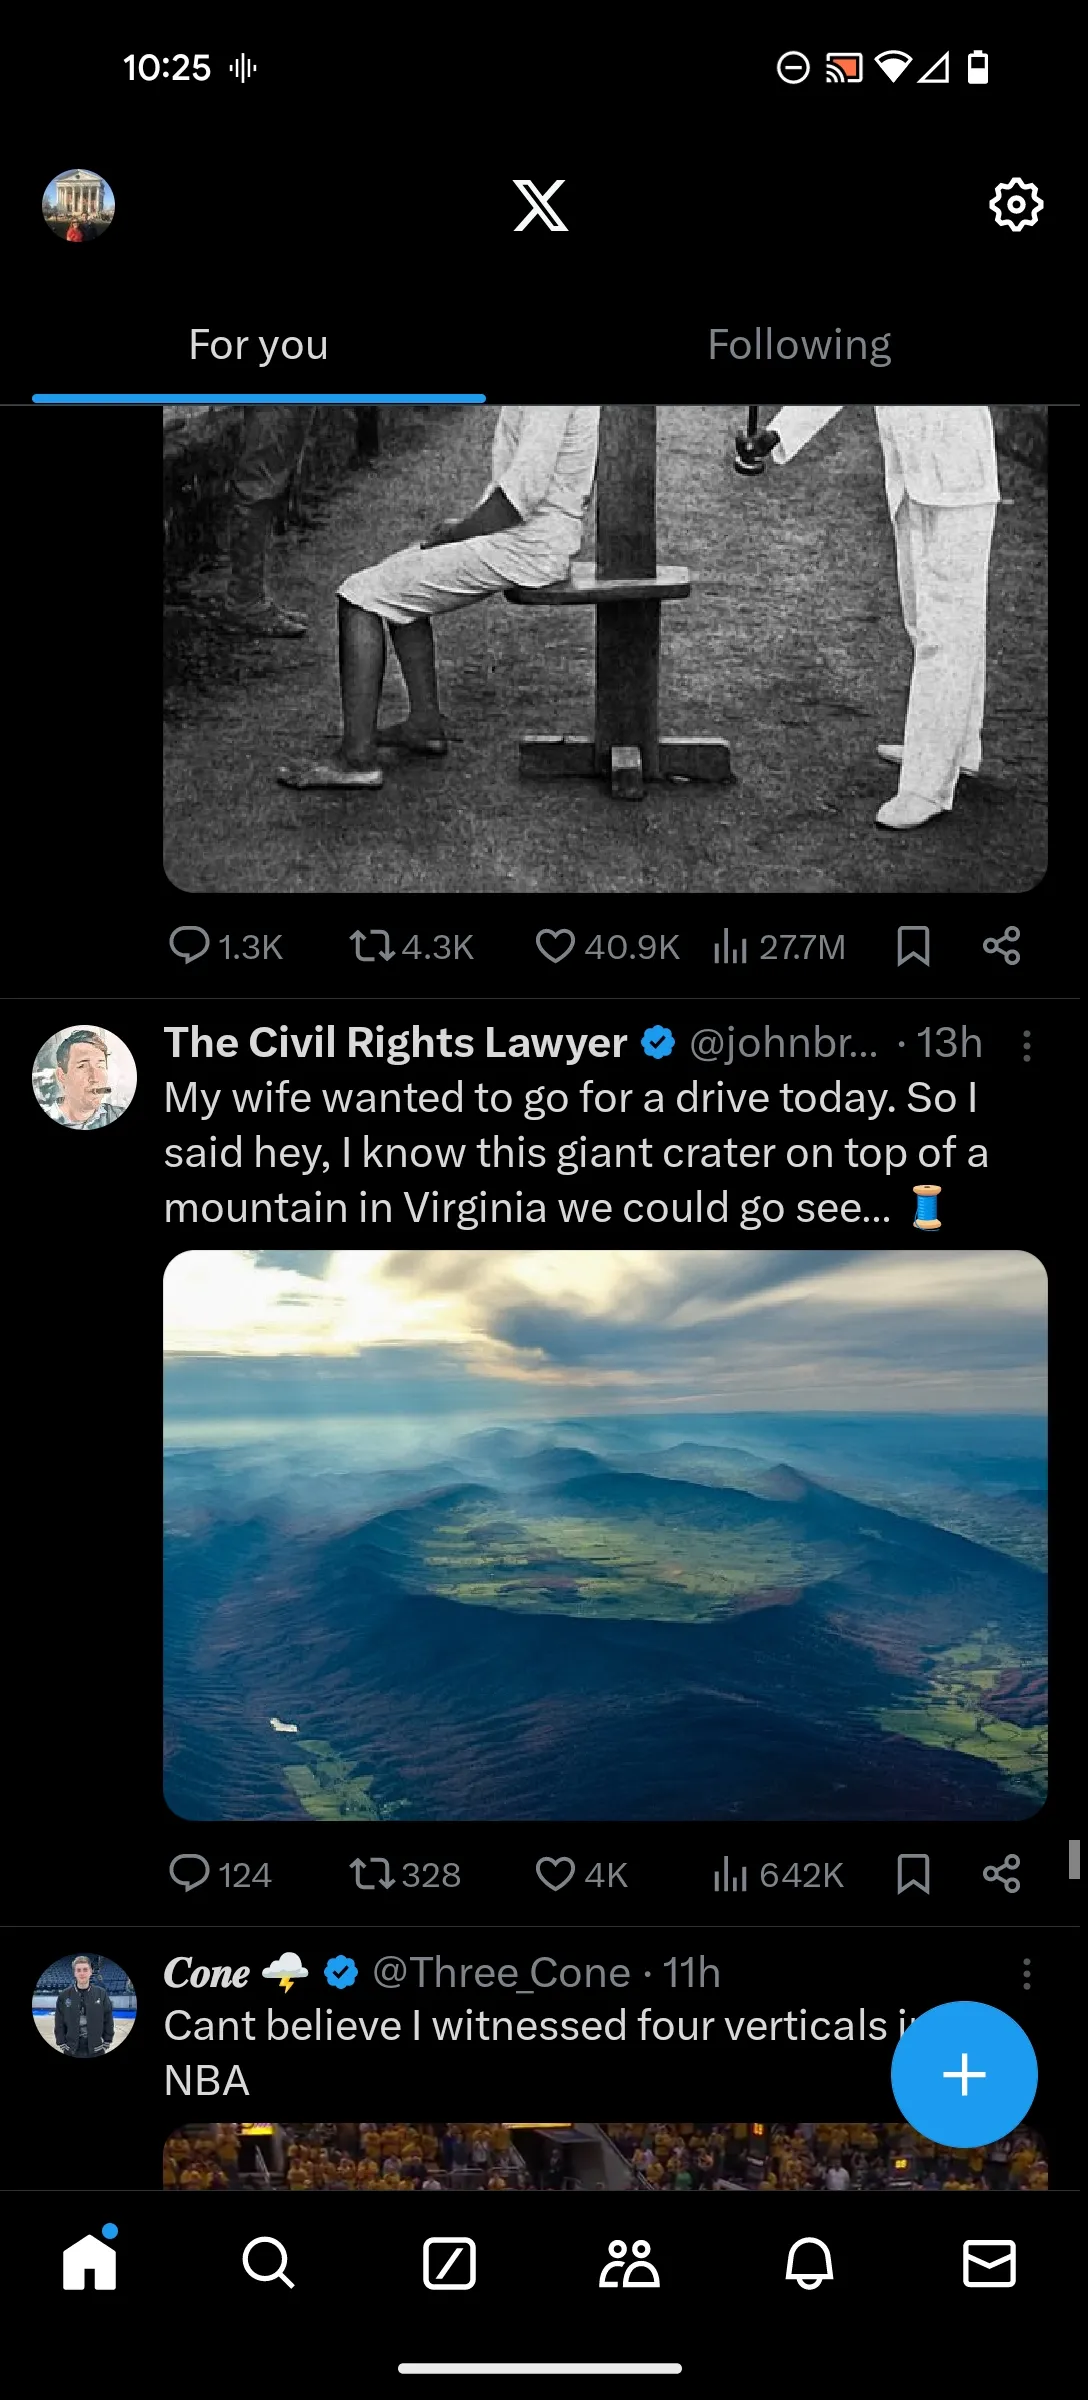 10:25
For you
Following
1.3K 4.3K 40.9K 27.7M
The Civil Rights Lawyer @johnbr... · 13h
My wife wanted to go for a drive today. So I
said hey, I know this giant crater on top of a
mountain in Virginia we could go see... 🧵
124 328 4K 642K
Cone 🌩️ @Three_Cone · 11h
Cant believe I witnessed four verticals
NBA